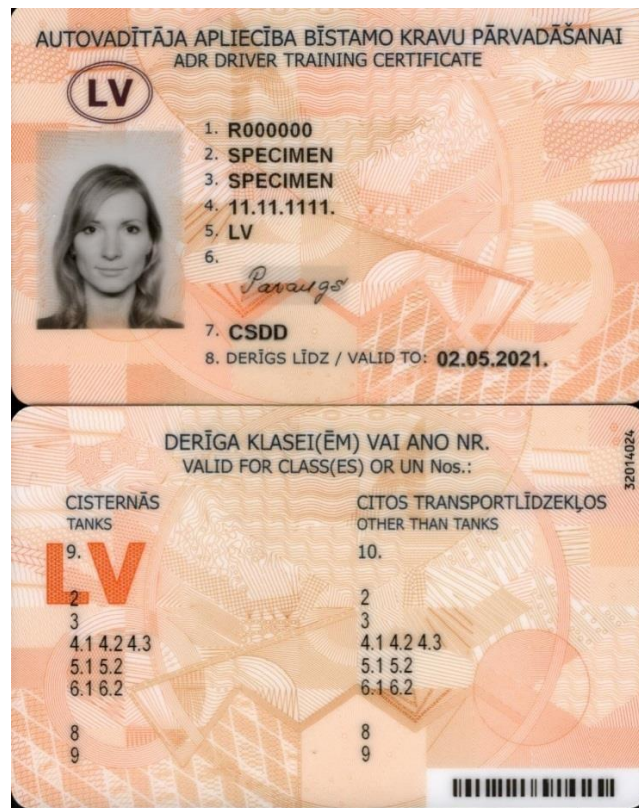 AUTOVADĪTĀJA APLIECĪBA BĪSTAMO KRAVU PĀRVADĀŠANAI
ADR DRIVER TRAINING CERTIFICATE
LV
1. R000000
2. SPECIMEN
3. SPECIMEN
4. 11.11.1111.
5. LV
6.
Paraugs
7. CSDD
8. DERĪGS LĪDZ / VALID TO: 02.05.2021.
DERĪGA KLASEI(ĒM) VAI ANO NR.
VALID FOR CLASS(ES) OR UN Nos.:
32014024
CISTERNĀS
TANKS
9.
LV
2
3
4.1 4.2 4.3
5.1 5.2
6.1 6.2
8
9
CITOS TRANSPORTLĪDZEKĻOS
OTHER THAN TANKS
10.
2
3
4.1 4.2 4.3
5.1 5.2
6.1 6.2
8
9